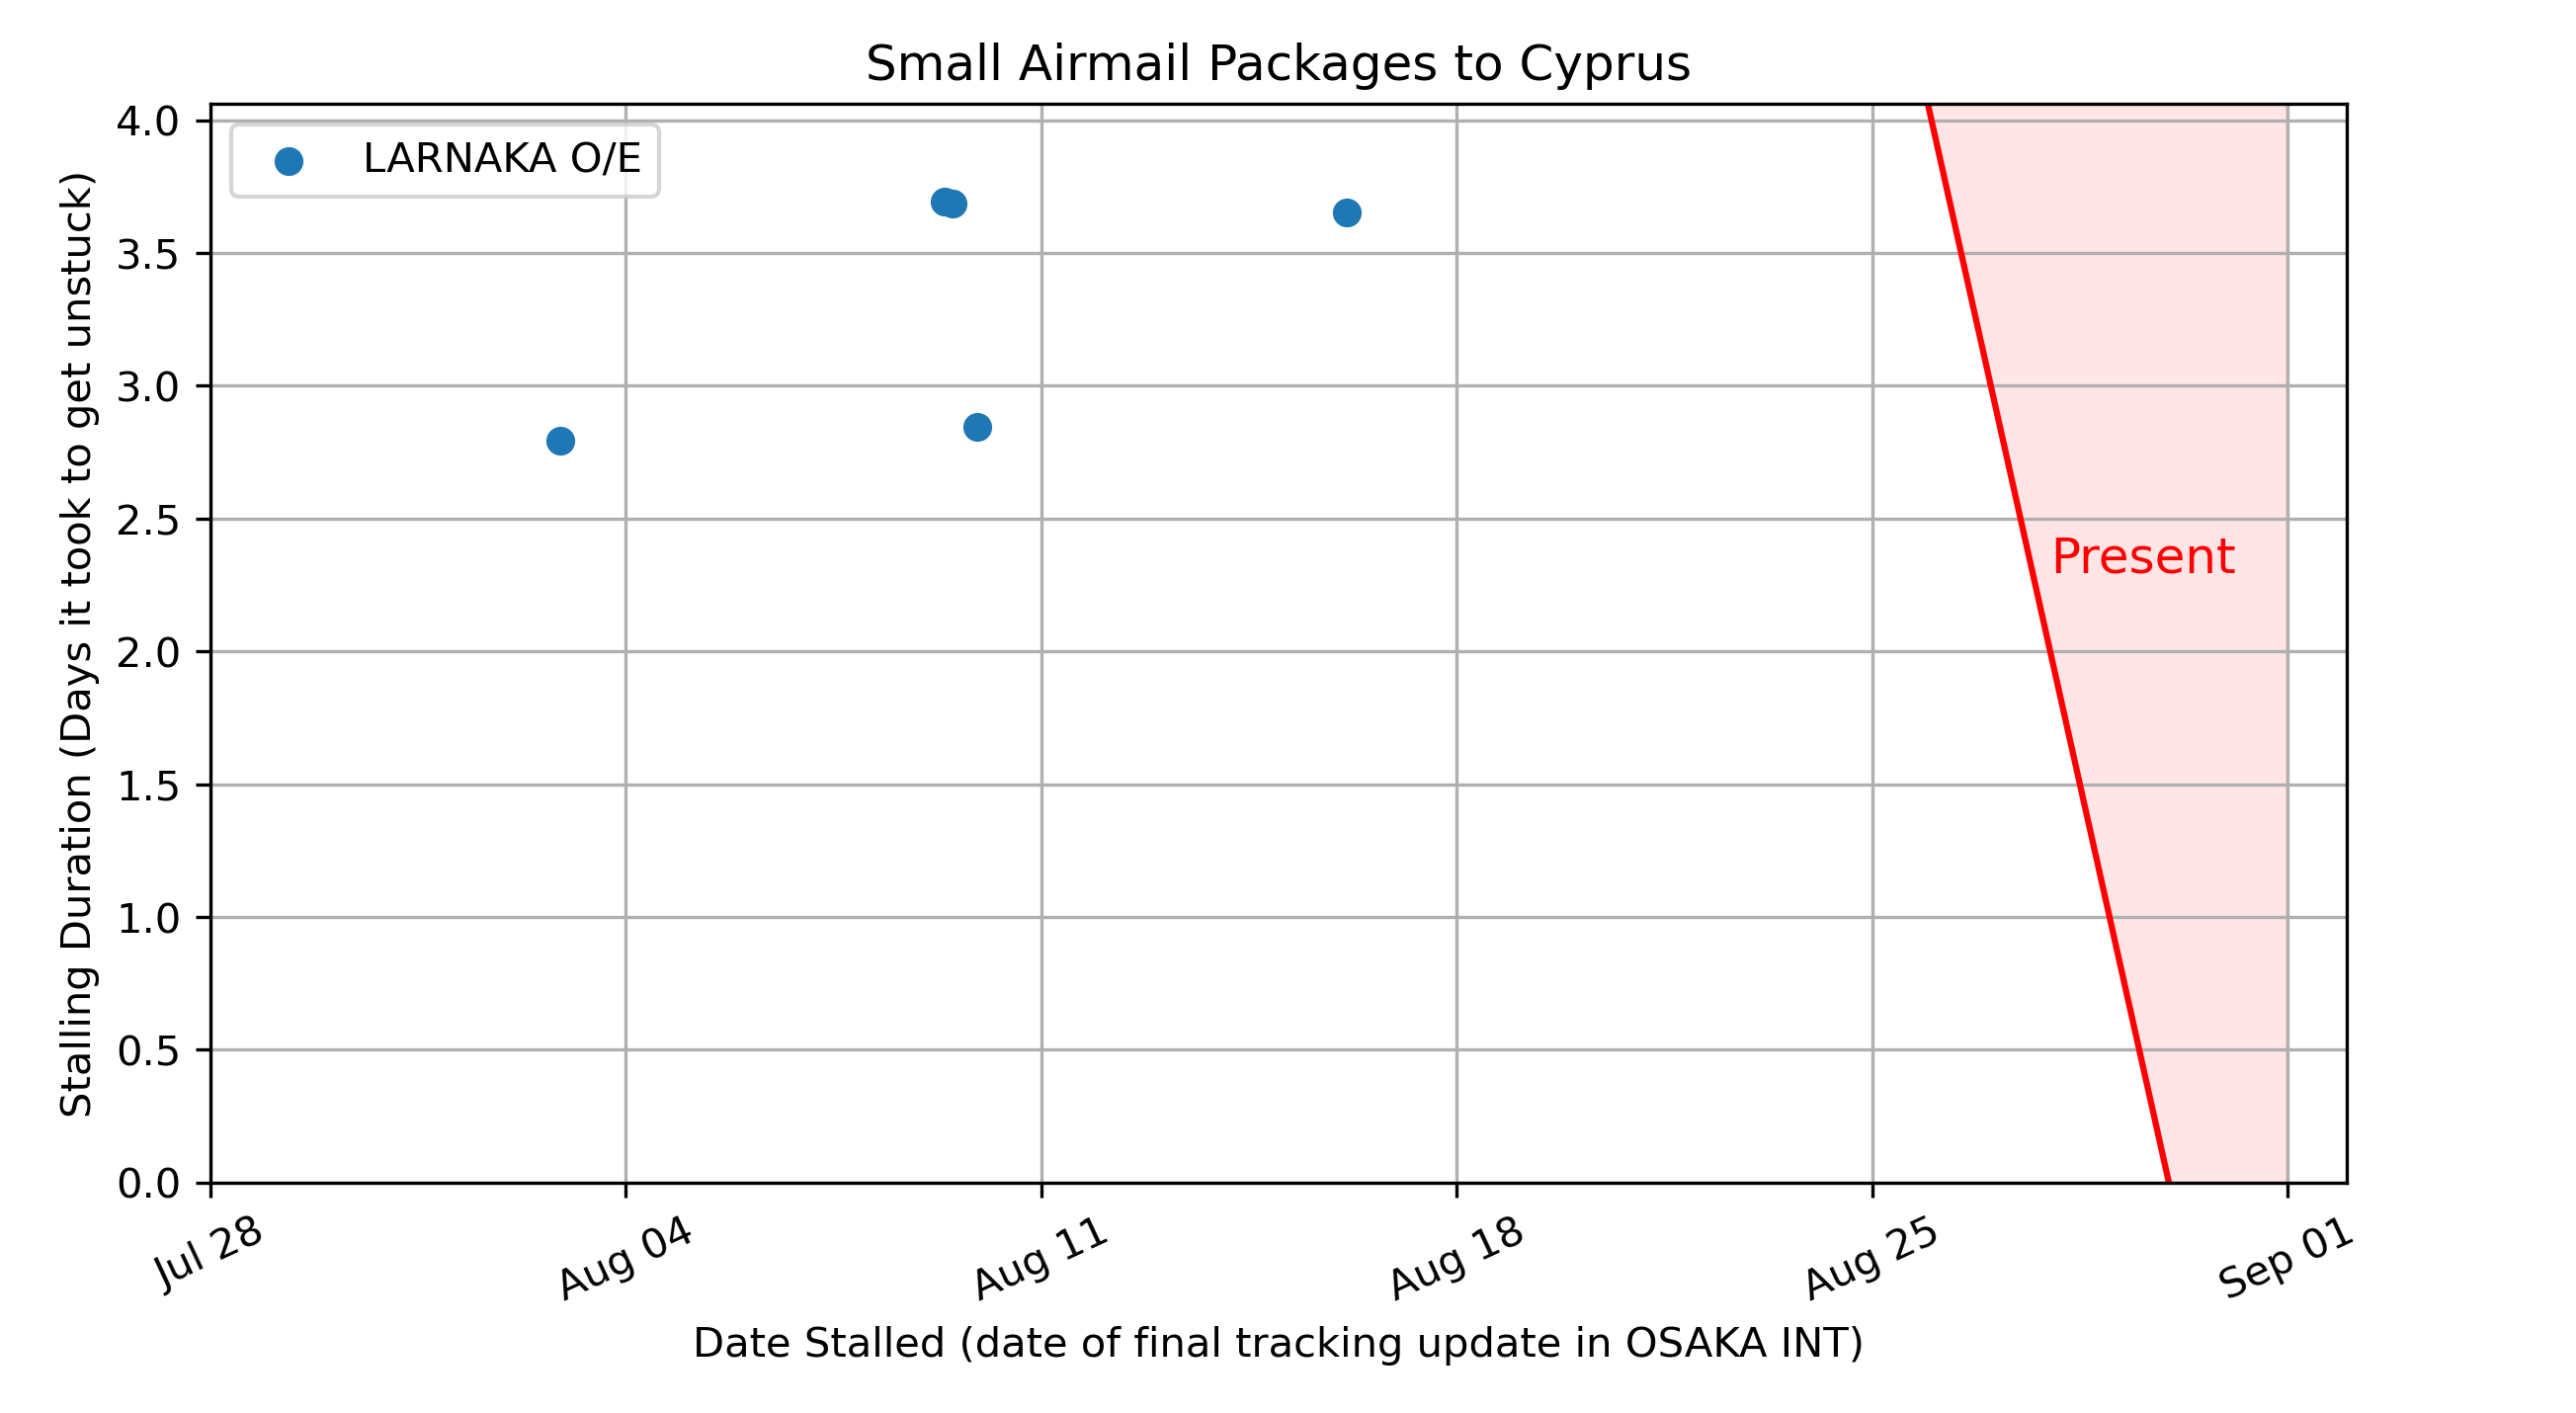 Small Airmail Packages to Cyprus
Stalling Duration (Days it took to get unstuck)
4.0
3.5
3.0
2.5
2.0
1.5
1.0
0.5
0.0
LARNAKA O/E
Present
Jul 28
Aug 04
Aug 11
Aug 18
Aug 25
Sep 01
Date Stalled (date of final tracking update in OSAKA INT)